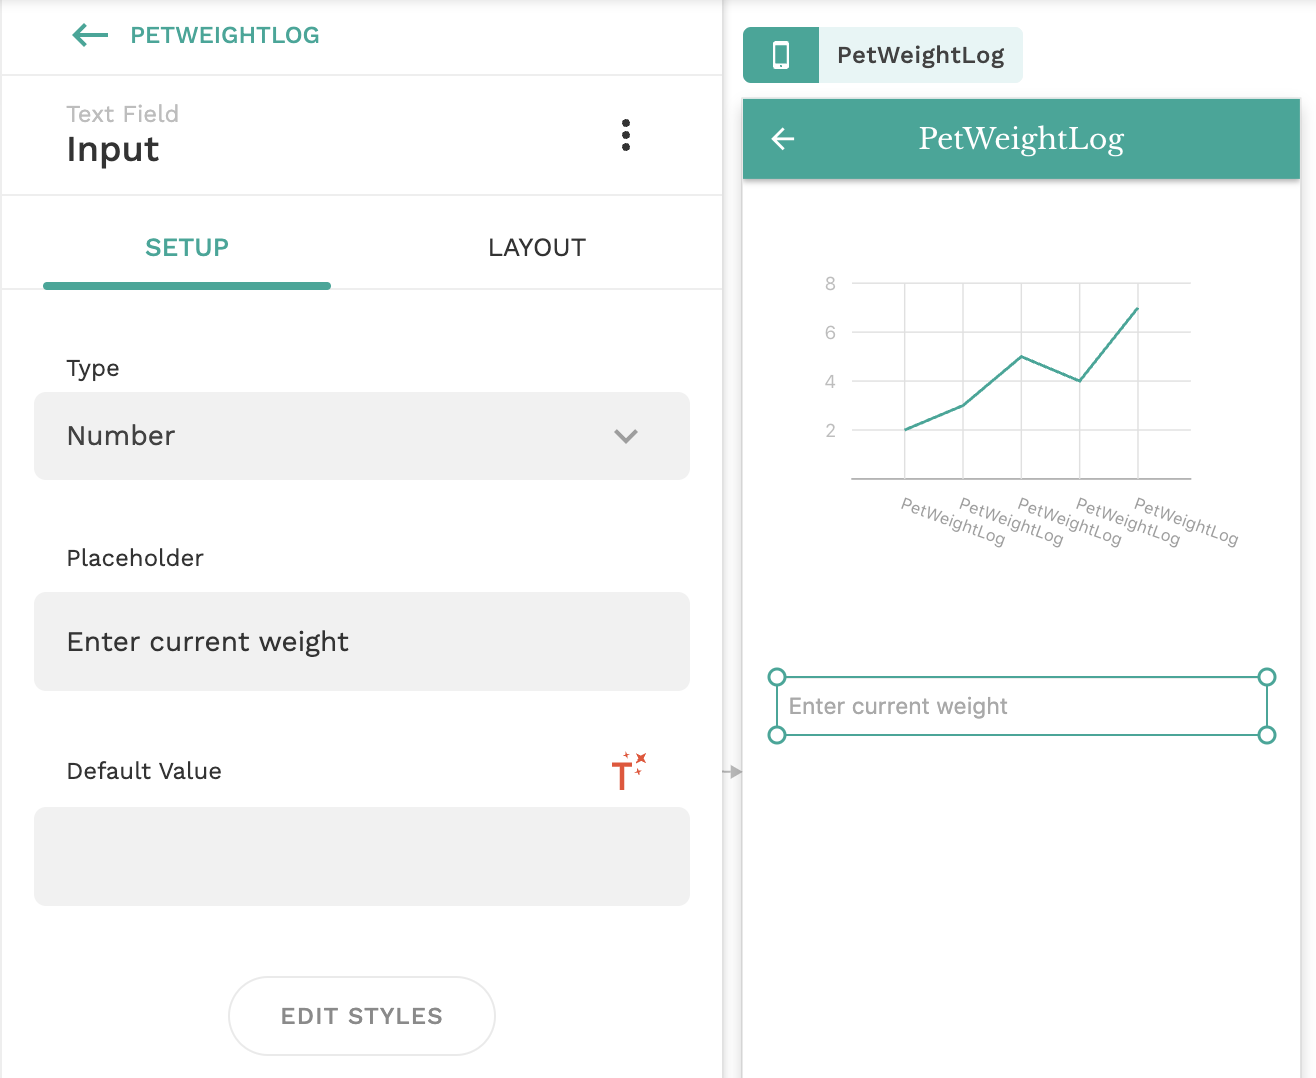 PETWEIGHTLOG
Text Field
Input
SETUP
LAYOUT
Type
Number
Placeholder
Enter current weight
Default Value
T
EDIT STYLES
PetWeightLog
PetWeightLog
8
6
4
2
PetWeightLog
PetWeightLog
PetWeightLog
PetWeightLog
PetWeightLog
Enter current weight